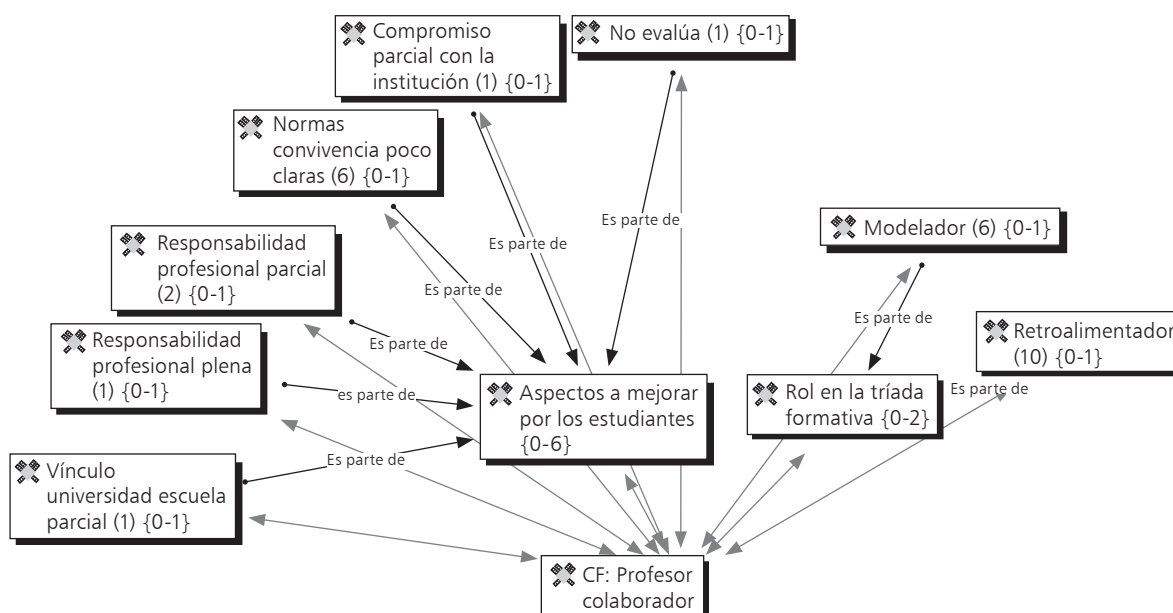 Compromiso
parcial con la
institución (1) {0-1}
No evalúa (1) {0-1}
Normas
convivencia poco
claras (6) {0-1}
Es parte de
Modelador (6) {0-1}
Responsabilidad
profesional parcial
(2) {0-1}
Es parte de
Es parte de
Es parte de
Retroalimentador
(10) {0-1}
Responsabilidad
profesional plena
(1) {0-1}
Es parte de
es parte de
Aspectos a mejorar
por los estudiantes
{0-6}
Rol en la tríada
formativa {0-2}
Es parte de
Es parte de
Vínculo
universidad escuela
parcial (1) {0-1}
CF: Profesor
colaborador